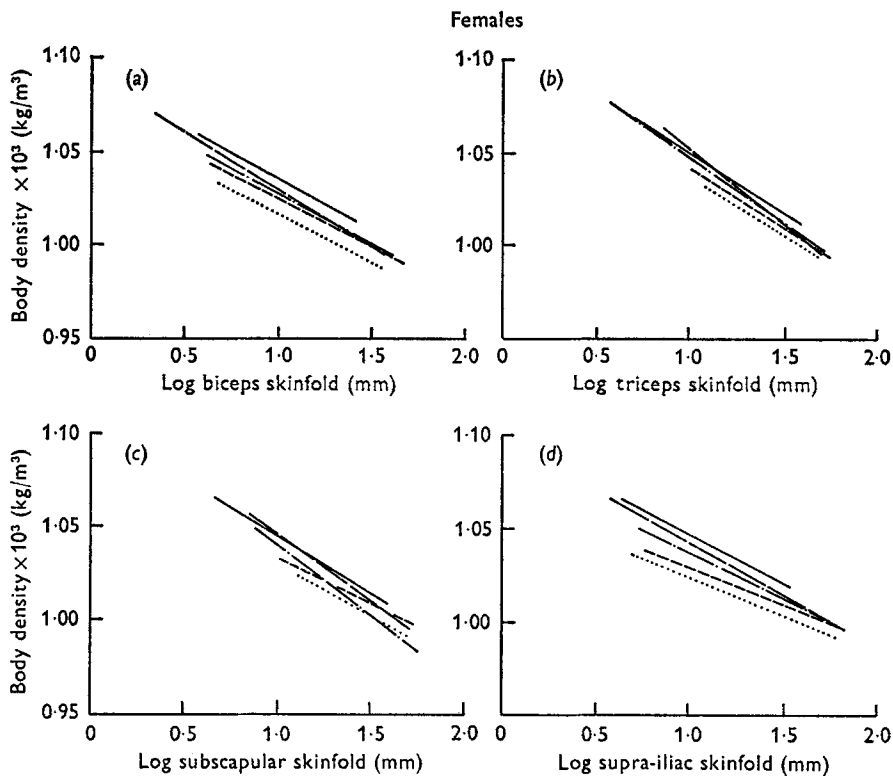 Females
(a)
1·10
1·05
1·00
0·95
Body density ×10³ (kg/m³)
0 0·5 1·0 1·5 2·0
Log biceps skinfold (mm)
(b)
1·10
1·05
1·00
0 0·5 1·0 1·5 2·0
Log triceps skinfold (mm)
(c)
1·10
1·05
1·00
0·95
Body density ×10³ (kg/m³)
0 0·5 1·0 1·5 2·0
Log subscapular skinfold (mm)
(d)
1·10
1·05
1·00
0 0·5 1·0 1·5 2·0
Log supra-iliac skinfold (mm)